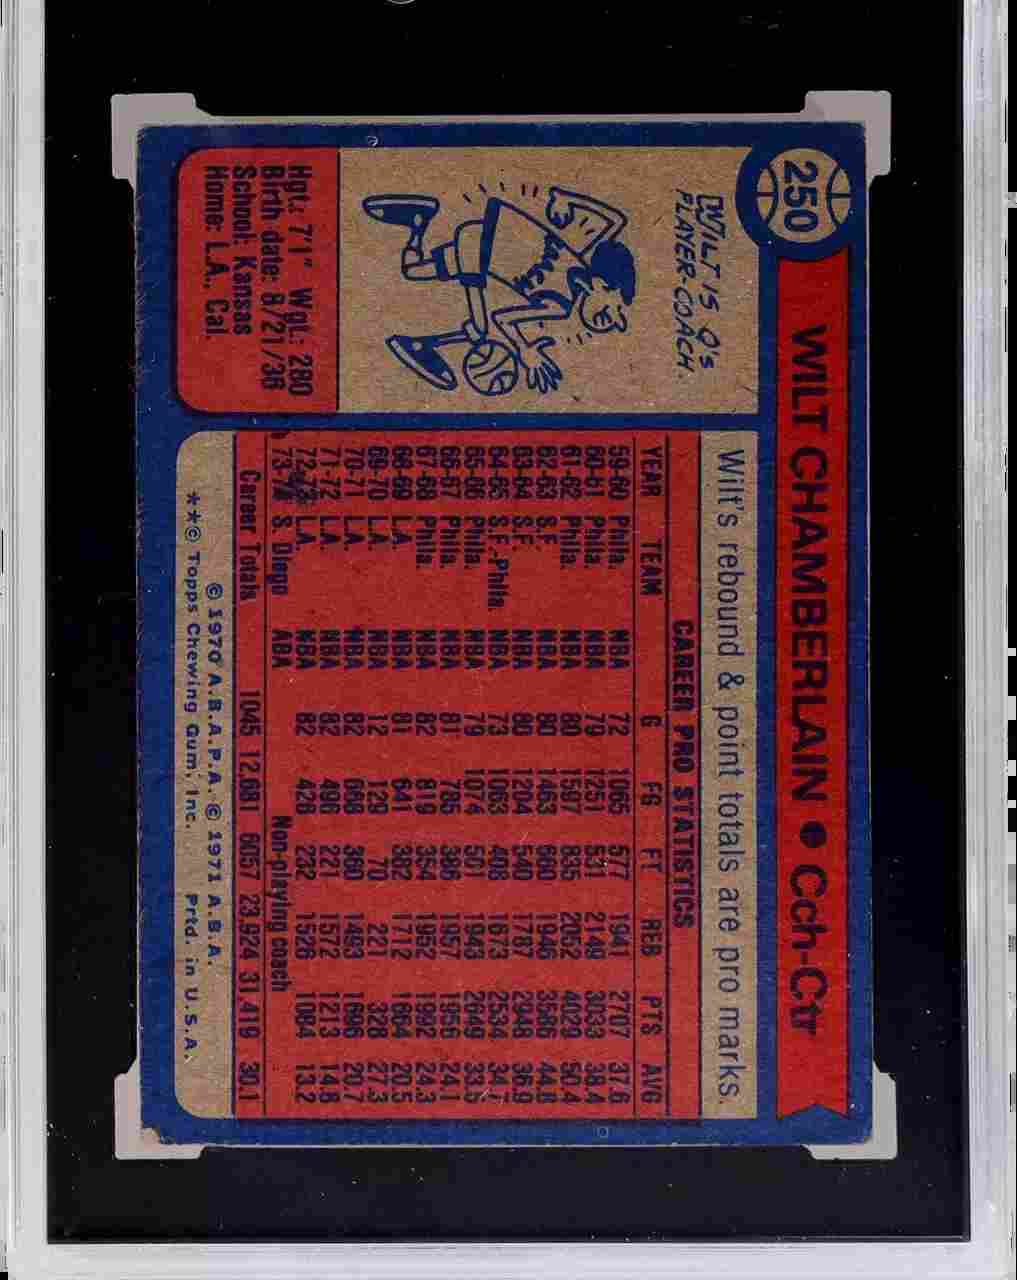 250
WILT CHAMBERLAIN ● Cch-Ctr
WILT IS Q's
PLAYER-COACH.
Hgt.: 7'1" Wgt.: 280
Birth date: 8/21/36
School: Kansas
Home: L.A., Cal.
Wilt's rebound & point totals are pro marks.
CAREER PRO STATISTICS
YEAR TEAM G FG FT REB PTS AVG
59-60 Phila. NBA 72 1065 577 1941 2707 37.6
60-61 Phila. NBA 79 1251 531 2149 3033 38.4
61-62 Phila. NBA 80 1597 835 2052 4029 50.4
62-63 S.F. NBA 80 1463 660 1946 3586 44.8
63-64 S.F. NBA 80 1204 540 1787 2948 36.9
64-65 S.F.-Phila. NBA 73 1063 408 1673 2534 34.7
65-66 Phila. NBA 79 1074 501 1943 2649 33.5
66-67 Phila. NBA 81 785 386 1957 1956 24.1
67-68 Phila. NBA 82 819 354 1952 1992 24.3
68-69 L.A. NBA 81 641 382 1712 1664 20.5
69-70 L.A. NBA 12 129 70 221 328 27.3
70-71 L.A. NBA 82 668 360 1493 1696 20.7
71-72 L.A. NBA 82 496 221 1572 1213 14.8
72-73 L.A. NBA 82 426 232 1526 1084 13.2
73-74 S. Diego ABA Non-playing coach
Career Totals 1045 12,681 6057 23,924 31,419 30.1
© 1970 A.B.A.P.A. © 1971 A.B.A.
**© Topps Chewing Gum, Inc. Prtd. in U.S.A.